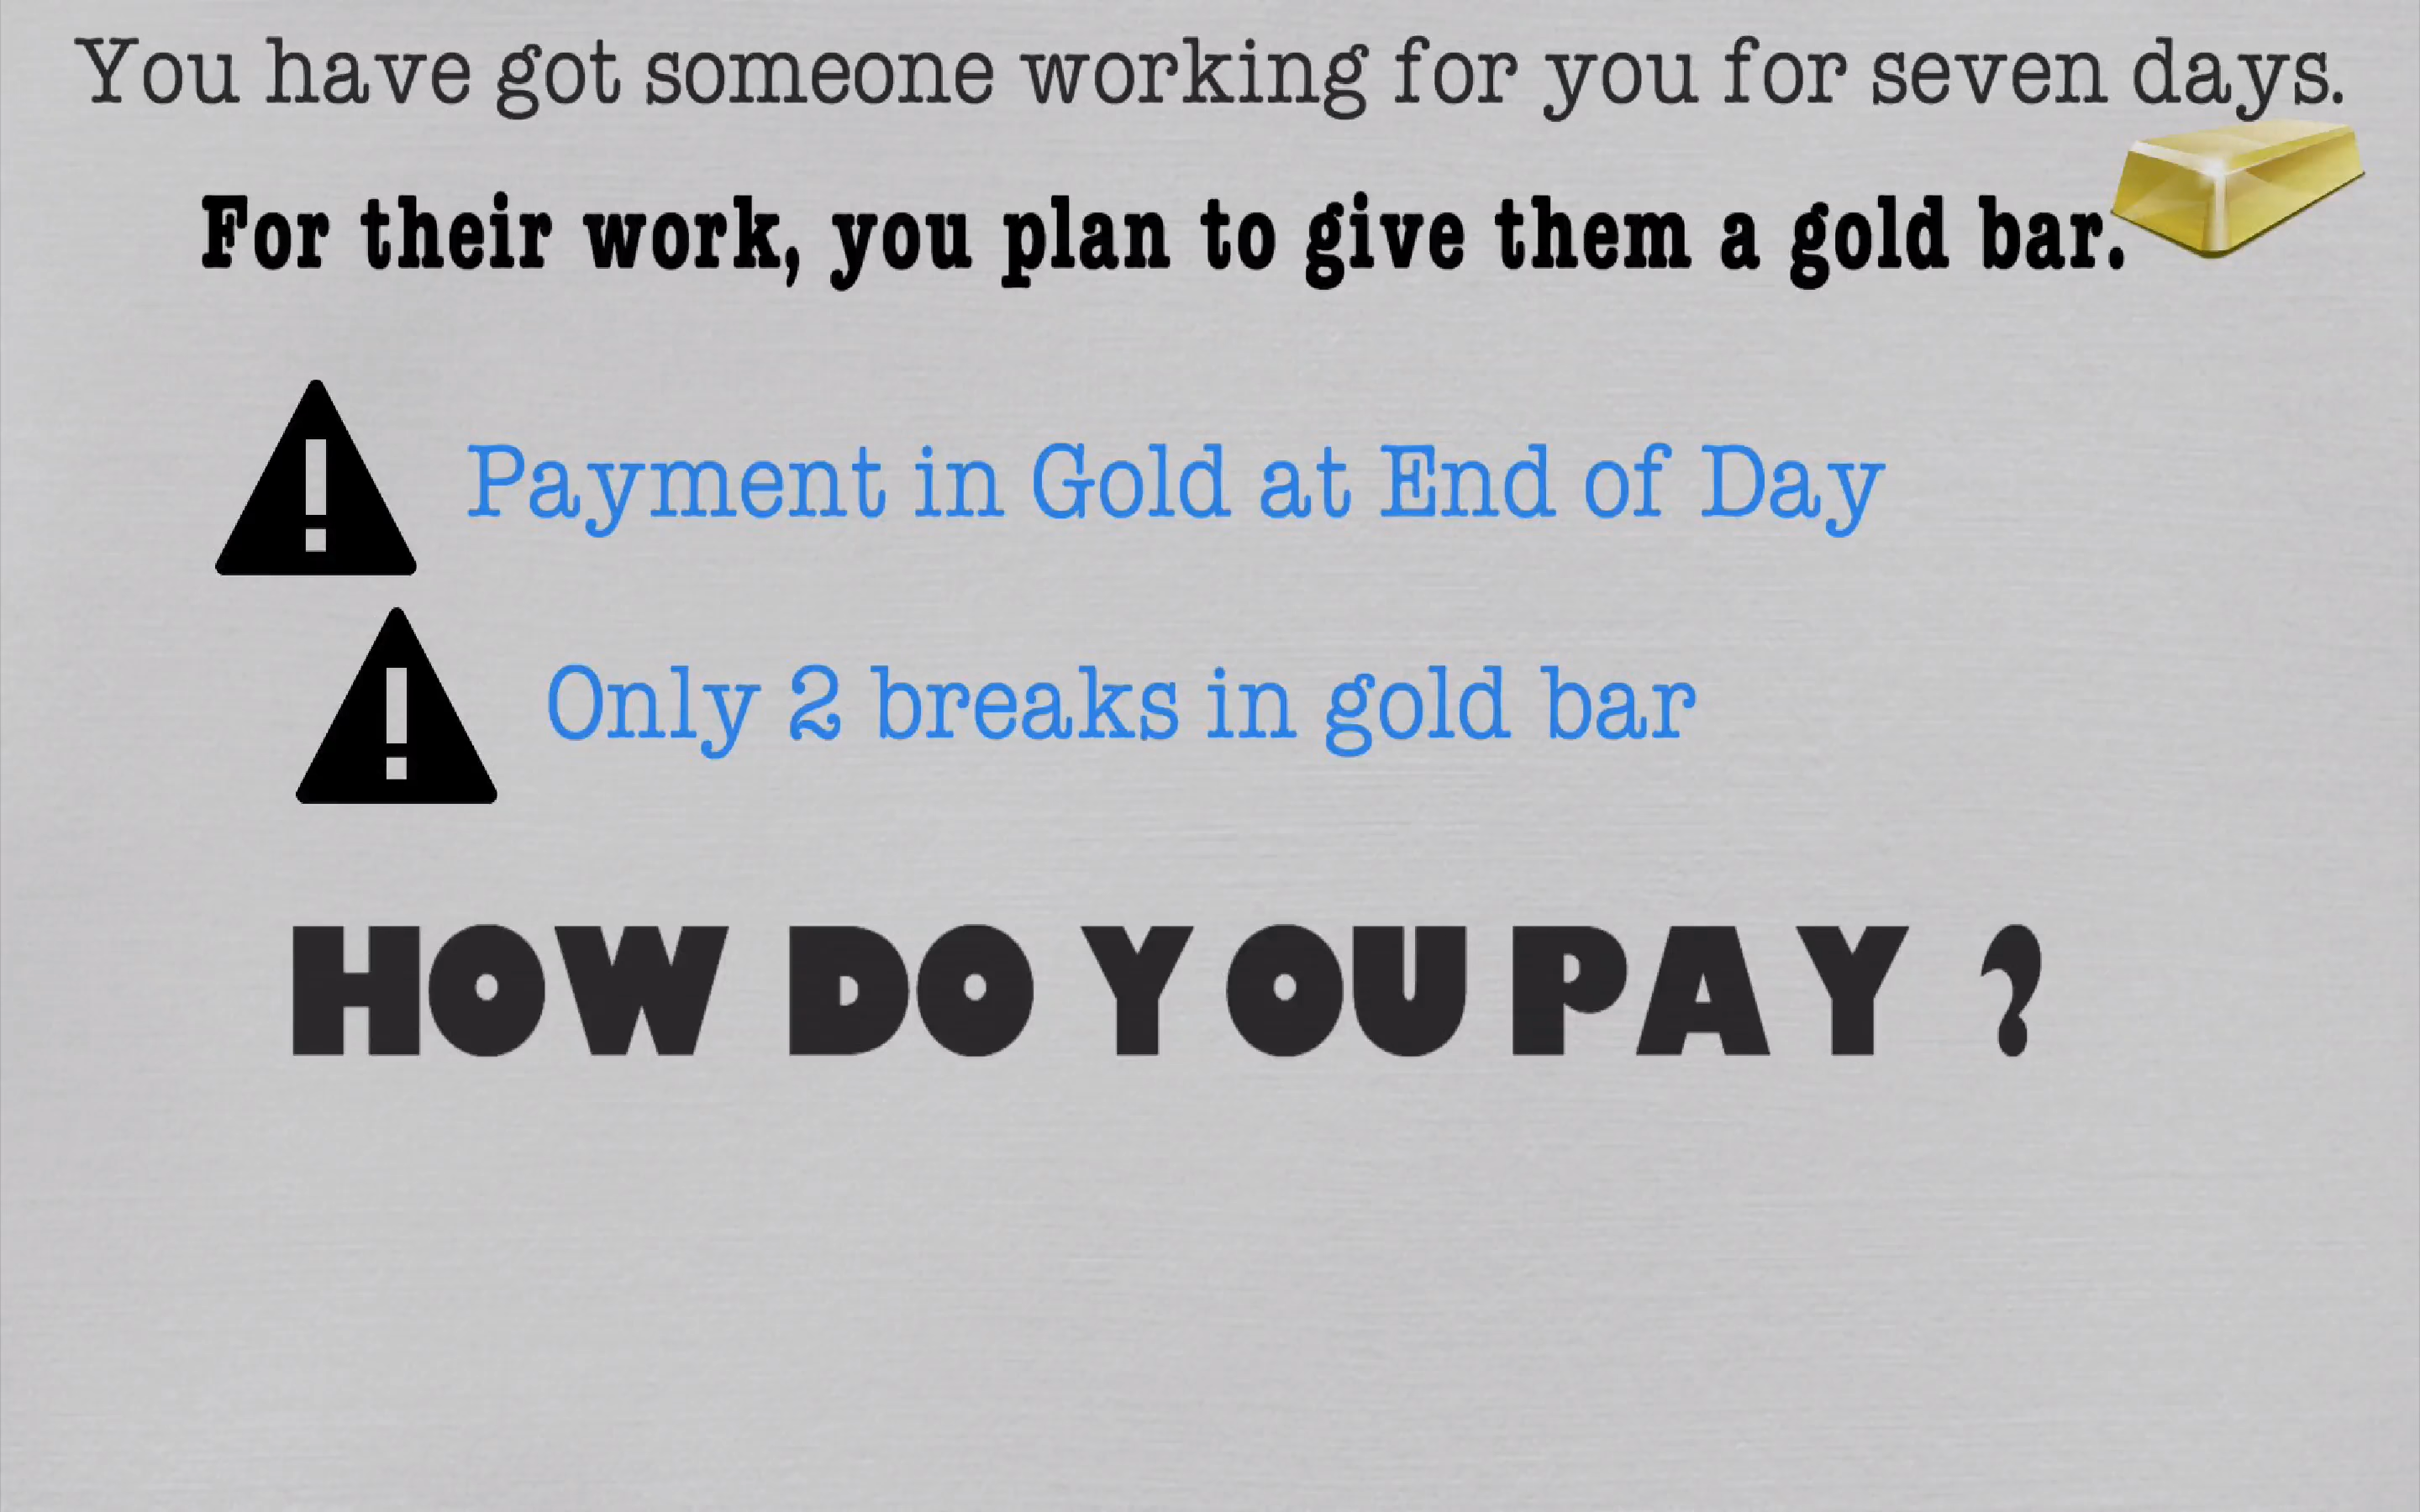 You have got someone working for you for seven days.
For their work, you plan to give them a gold bar.
! Payment in Gold at End of Day
! Only 2 breaks in gold bar
HOW DO YOU PAY ?